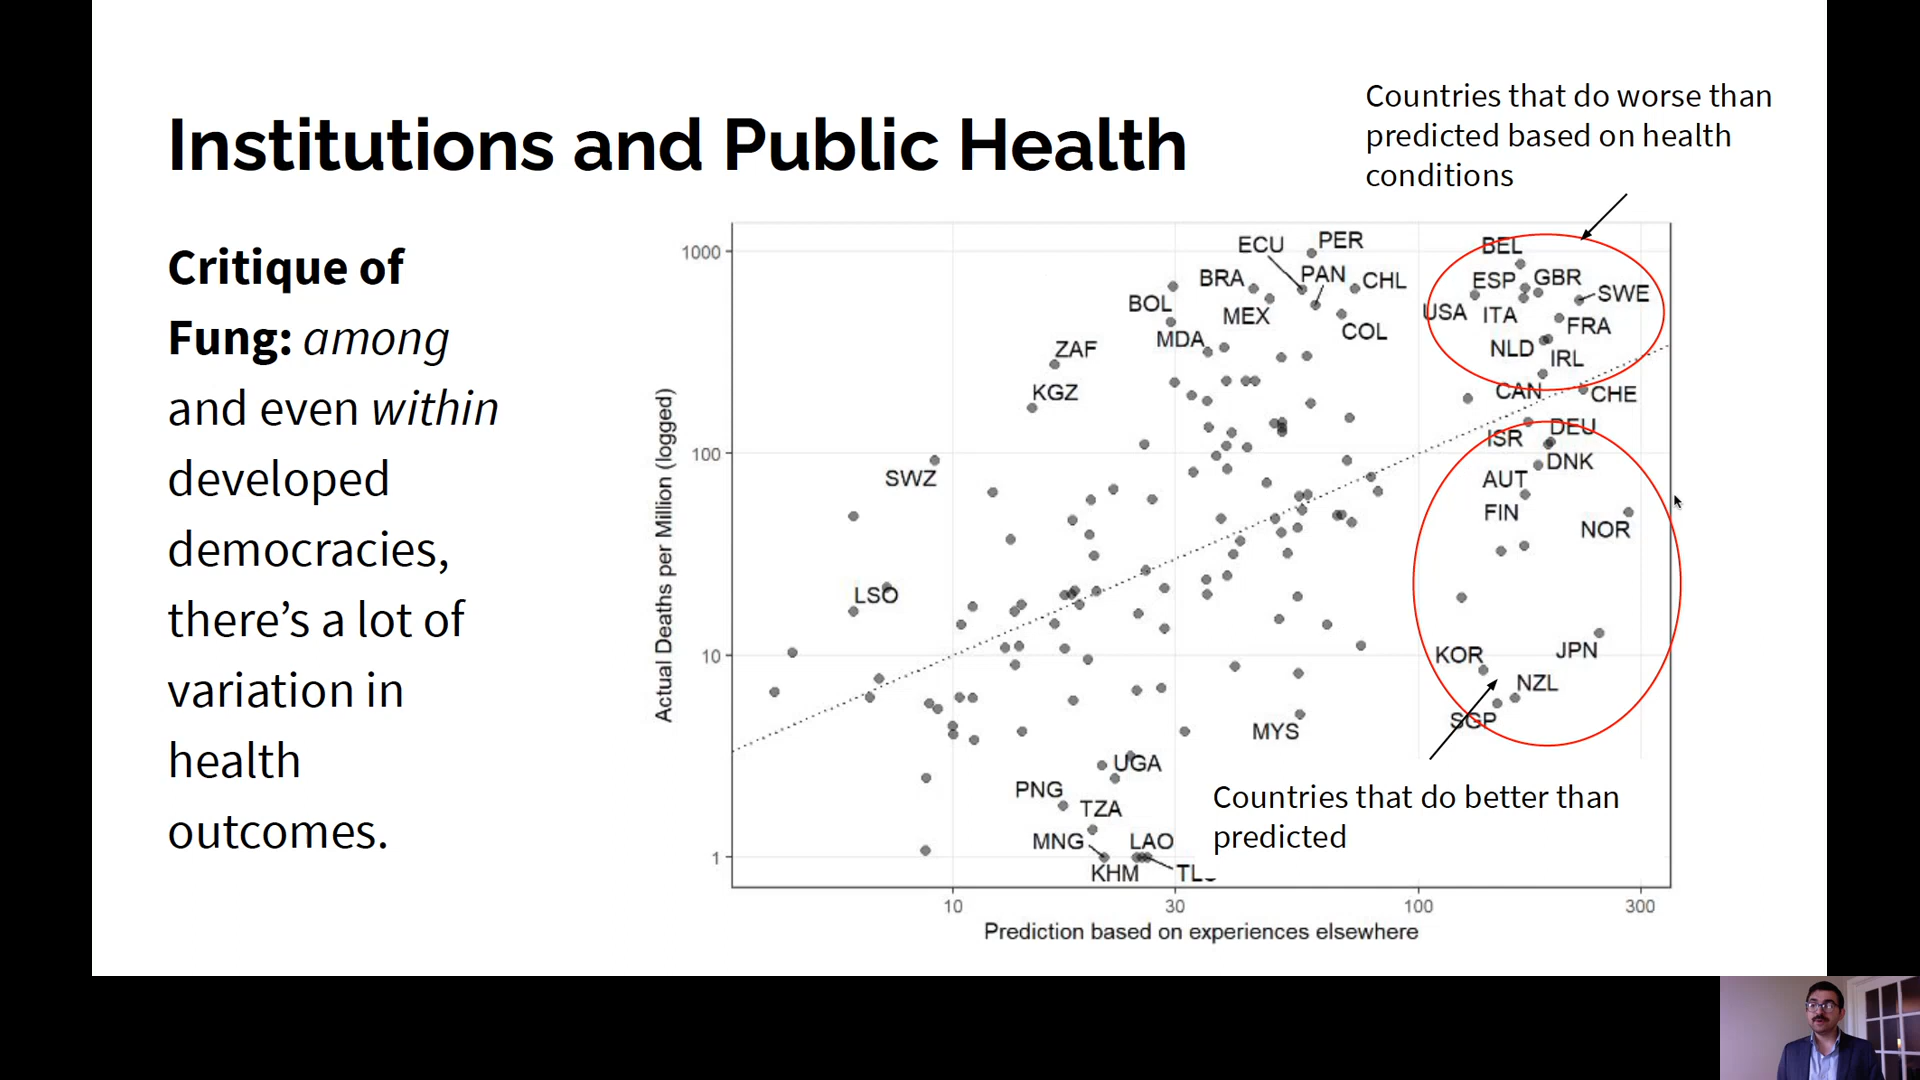 Institutions and Public Health
Countries that do worse than
predicted based on health
conditions
Critique of
Fung: among
and even within
developed
democracies,
there’s a lot of
variation in
health
outcomes.
Actual Deaths per Million (logged)
1000
100
10
1
ECU
PER
BRA
PAN
CHL
BOL
MEX
MDA
COL
ZAF
KGZ
SWZ
LSO
BEL
ESP
GBR
SWE
USA
ITA
FRA
NLD
IRL
CAN
CHE
ISR
DEU
DNK
AUT
FIN
NOR
KOR
JPN
NZL
SGP
MYS
UGA
PNG
TZA
MNG
LAO
KHM
Countries that do better than
predicted
10
30
100
300
Prediction based on experiences elsewhere